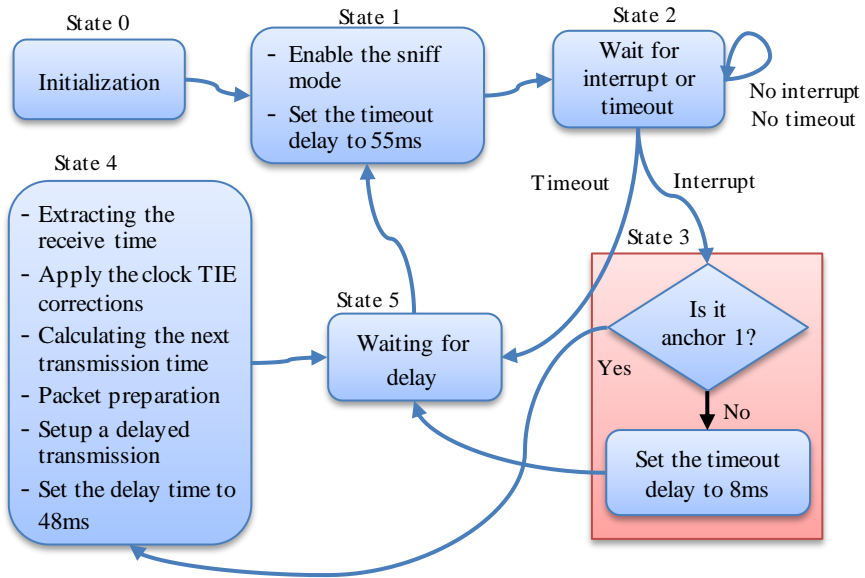 State 0
Initialization
State 1
- Enable the sniff
mode
- Set the timeout
delay to 55ms
State 2
Wait for
interrupt or
timeout
No interrupt
No timeout
Timeout
Interrupt
State 3
Is it
anchor 1?
Yes
No
Set the timeout
delay to 8ms
State 4
- Extracting the
receive time
- Apply the clock TIE
corrections
- Calculating the next
transmission time
- Packet preparation
- Setup a delayed
transmission
- Set the delay time to
48ms
State 5
Waiting for
delay